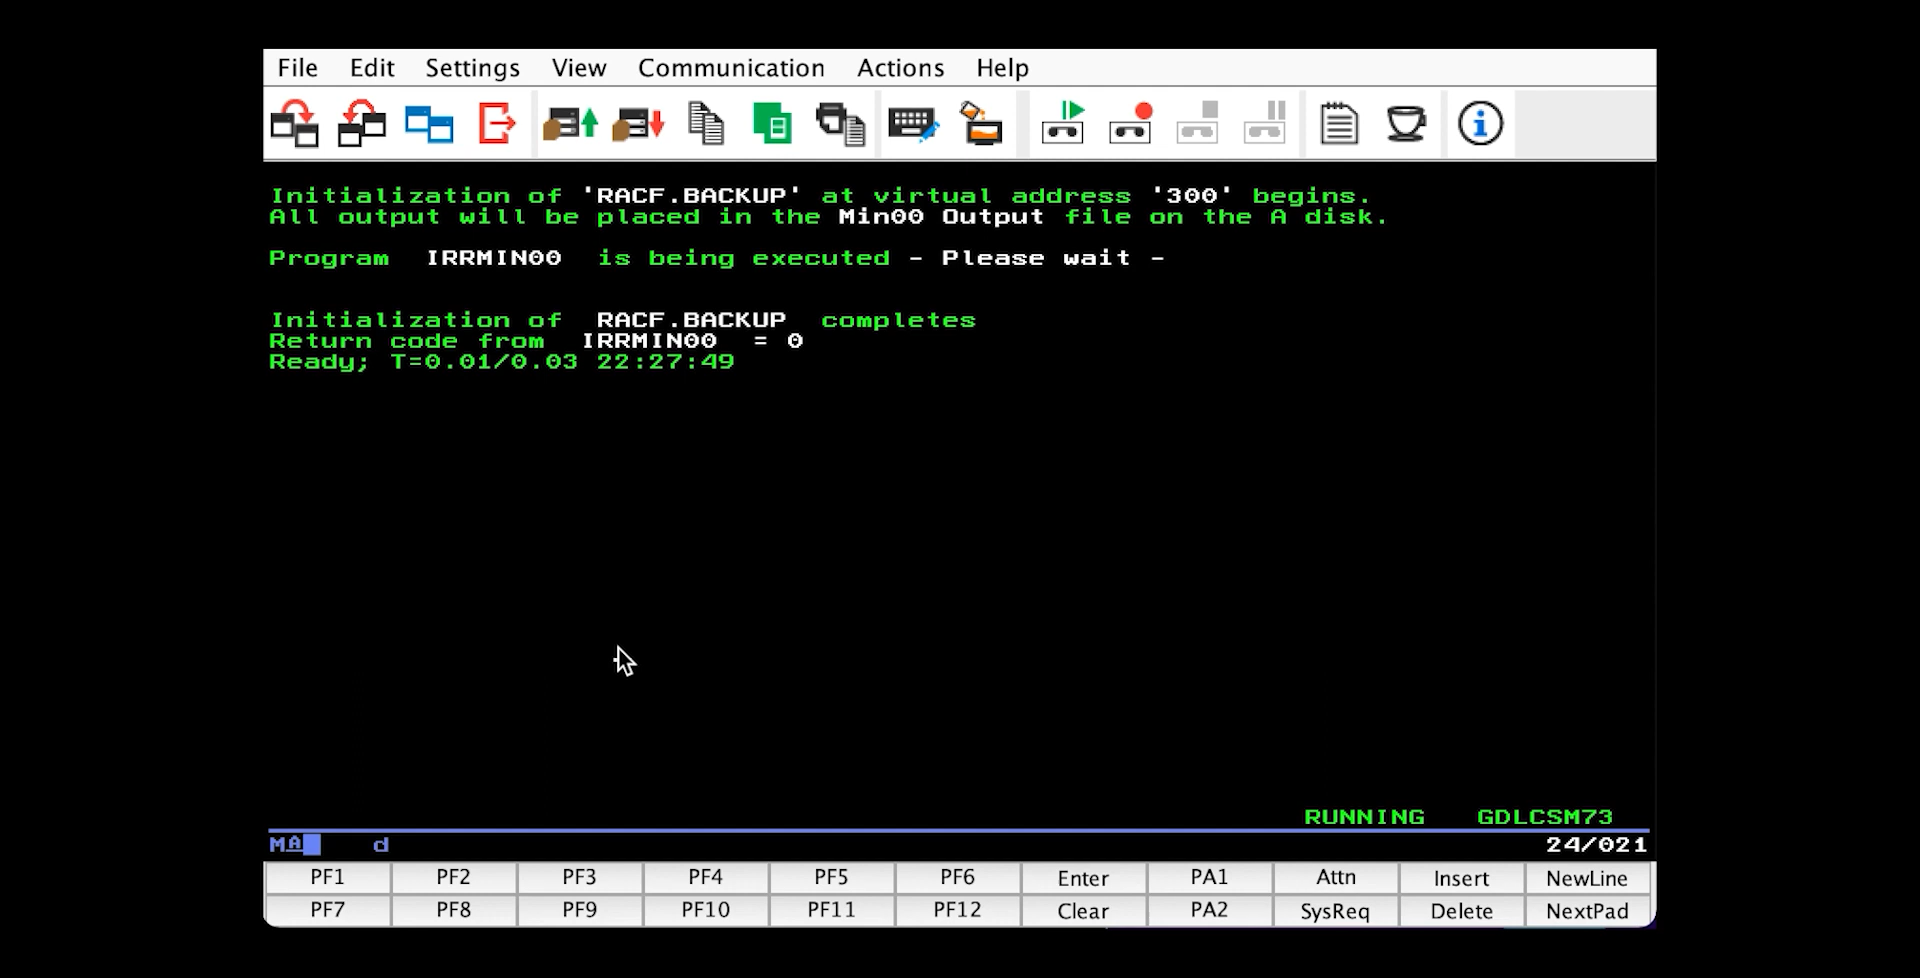 File Edit Settings View Communication Actions Help
Initialization of 'RACF.BACKUP' at virtual address '300' begins.
All output will be placed in the Min00 Output file on the A disk.
Program IRRMIN00 is being executed - Please wait -
Initialization of RACF.BACKUP completes
Return code from IRRMIN00 = 0
Ready; T=0.01/0.03 22:27:49
RUNNING GDLCSM73
MA d 24/021
PF1 PF2 PF3 PF4 PF5 PF6 Enter PA1 Attn Insert NewLine
PF7 PF8 PF9 PF10 PF11 PF12 Clear PA2 SysReq Delete NextPad